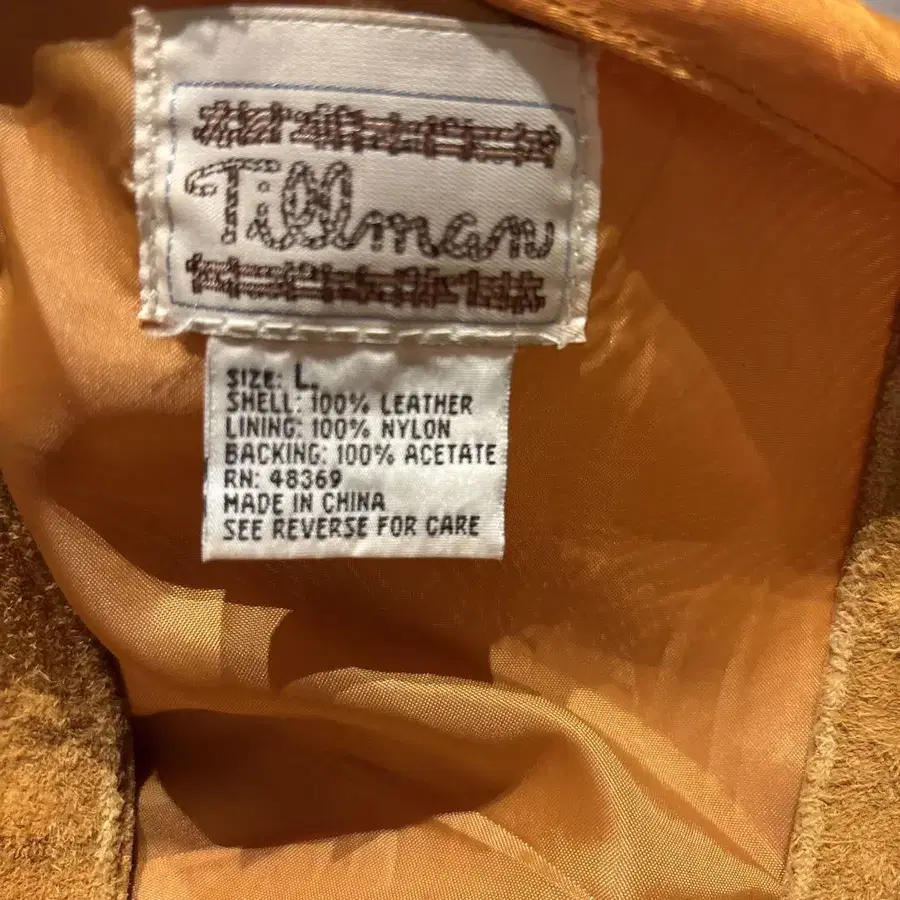 Tillman
SIZE: L.
SHELL: 100% LEATHER
LINING: 100% NYLON
BACKING: 100% ACETATE
RN: 48369
MADE IN CHINA
SEE REVERSE FOR CARE